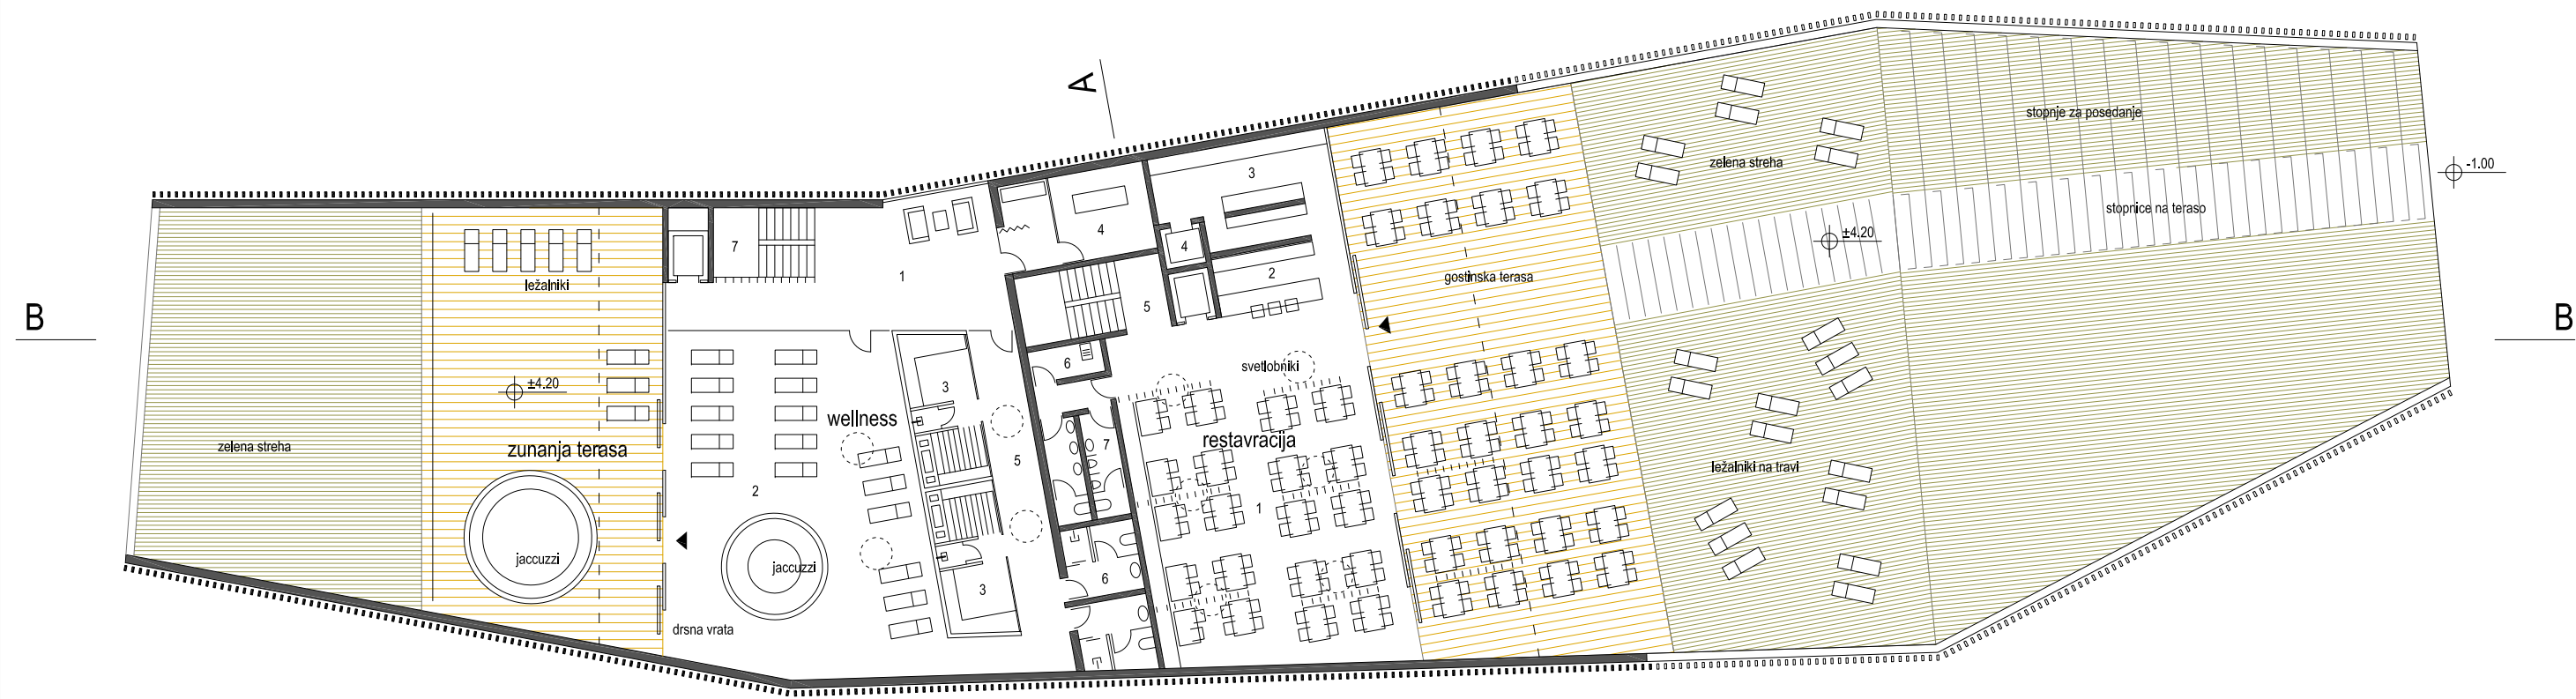 A
stopnje za posedanje
zelena streha
-1.00
3
4
4
stopnice na teraso
±4.20
7
1
2
gostinska terasa
ležalniki
5
B
B
6
svetlobniki
±4.20
3
wellness
restavracija
7
zelena streha
zunanja terasa
5
ležalniki na travi
2
1
jaccuzzi
jaccuzzi
6
3
drsna vrata